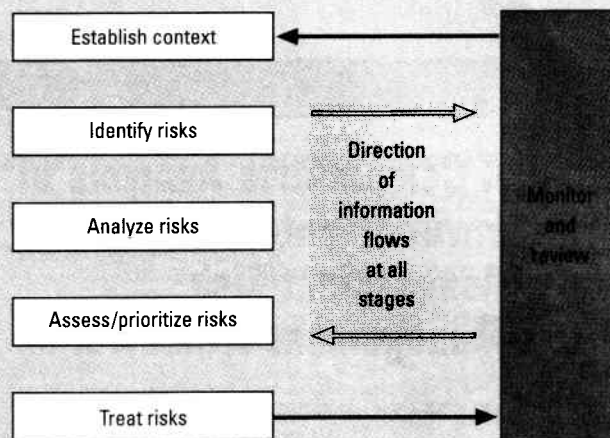 Establish context
Identify risks
Analyze risks
Assess/prioritize risks
Treat risks
Direction
of
information
flows
at all
stages
Monitor
and
review